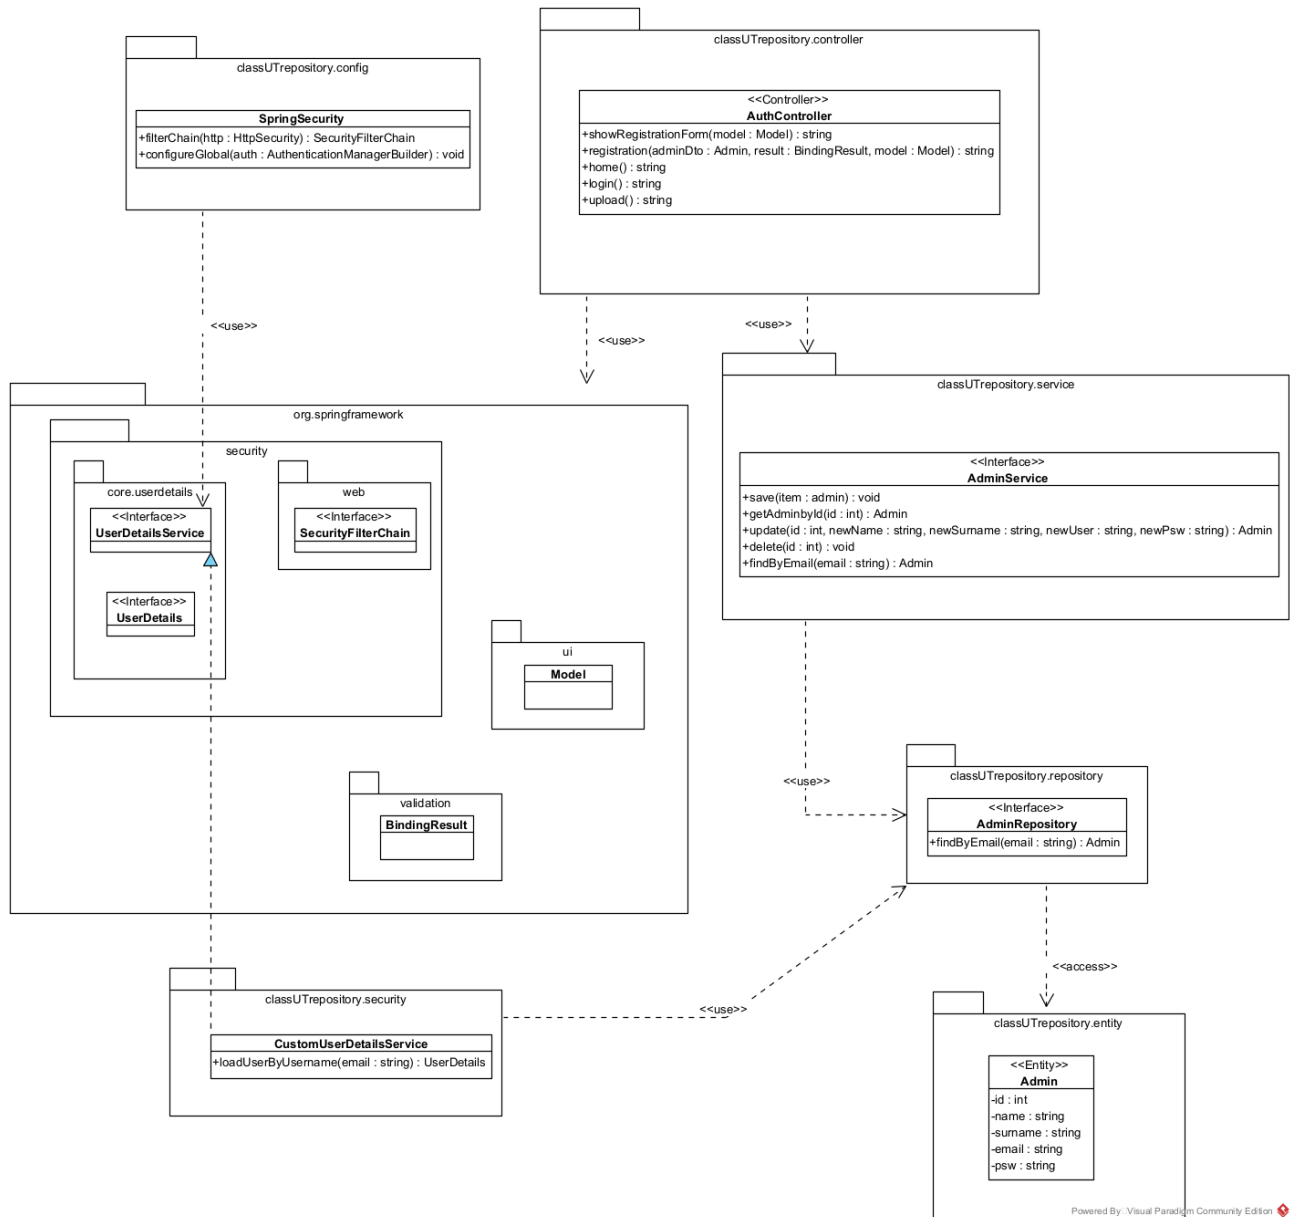 classUTrepository.config
SpringSecurity
+filterChain(http : HttpSecurity) : SecurityFilterChain
+configureGlobal(auth : AuthenticationManagerBuilder) : void
classUTrepository.controller
<<Controller>>
AuthController
+showRegistrationForm(model : Model) : string
+registration(adminDto : Admin, result : BindingResult, model : Model) : string
+home() : string
+login() : string
+upload() : string
<<use>>
<<use>>
<<use>>
classUTrepository.service
<<Interface>>
AdminService
+save(item : admin) : void
+getAdminbyId(id : int) : Admin
+update(id : int, newName : string, newSurname : string, newUser : string, newPsw : string) : Admin
+delete(id : int) : void
+findByEmail(email : string) : Admin
org.springframework
security
core.userdetails
<<Interface>>
UserDetailsService
<<Interface>>
UserDetails
web
<<Interface>>
SecurityFilterChain
ui
Model
validation
BindingResult
<<use>>
classUTrepository.repository
<<Interface>>
AdminRepository
+findByEmail(email : string) : Admin
classUTrepository.security
CustomUserDetailsService
+loadUserByUsername(email : string) : UserDetails
<<use>>
<<access>>
classUTrepository.entity
<<Entity>>
Admin
-id : int
-name : string
-surname : string
-email : string
-psw : string
Powered By Visual Paradigm Community Edition